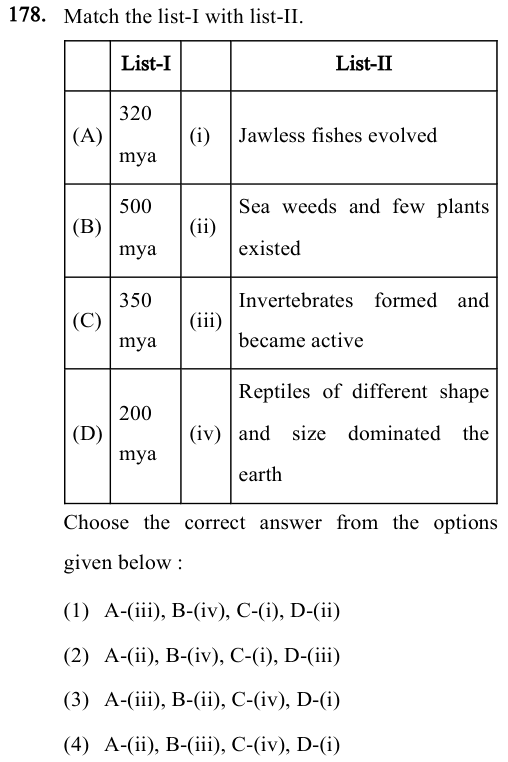 178. Match the list-I with list-II.
List-I List-II
(A) 320 mya (i) Jawless fishes evolved
(B) 500 mya (ii) Sea weeds and few plants existed
(C) 350 mya (iii) Invertebrates formed and became active
(D) 200 mya (iv) Reptiles of different shape and size dominated the earth
Choose the correct answer from the options
given below :
(1) A-(iii), B-(iv), C-(i), D-(ii)
(2) A-(ii), B-(iv), C-(i), D-(iii)
(3) A-(iii), B-(ii), C-(iv), D-(i)
(4) A-(ii), B-(iii), C-(iv), D-(i)